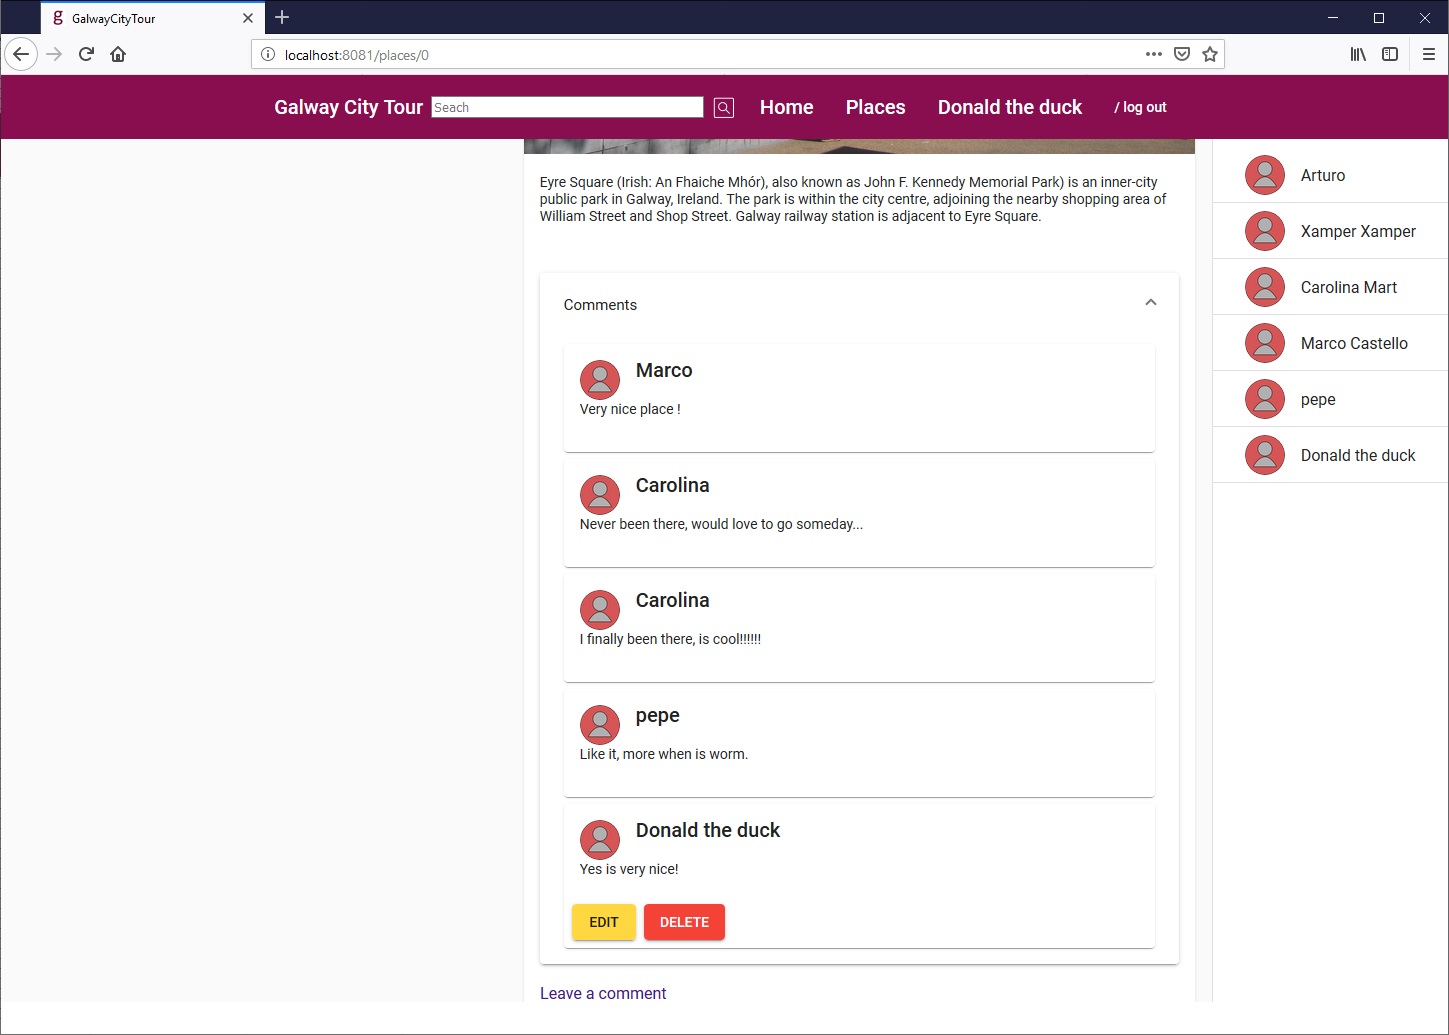 g GalwayCityTour
localhost:8081/places/0
Galway City Tour Seach Home Places Donald the duck / log out
Eyre Square (Irish: An Fhaiche Mhór), also known as John F. Kennedy Memorial Park) is an inner-city
public park in Galway, Ireland. The park is within the city centre, adjoining the nearby shopping area of
William Street and Shop Street. Galway railway station is adjacent to Eyre Square.
Comments
Marco
Very nice place !
Carolina
Never been there, would love to go someday...
Carolina
I finally been there, is cool!!!!!!
pepe
Like it, more when is worm.
Donald the duck
Yes is very nice!
EDIT DELETE
Leave a comment
Arturo
Xamper Xamper
Carolina Mart
Marco Castello
pepe
Donald the duck